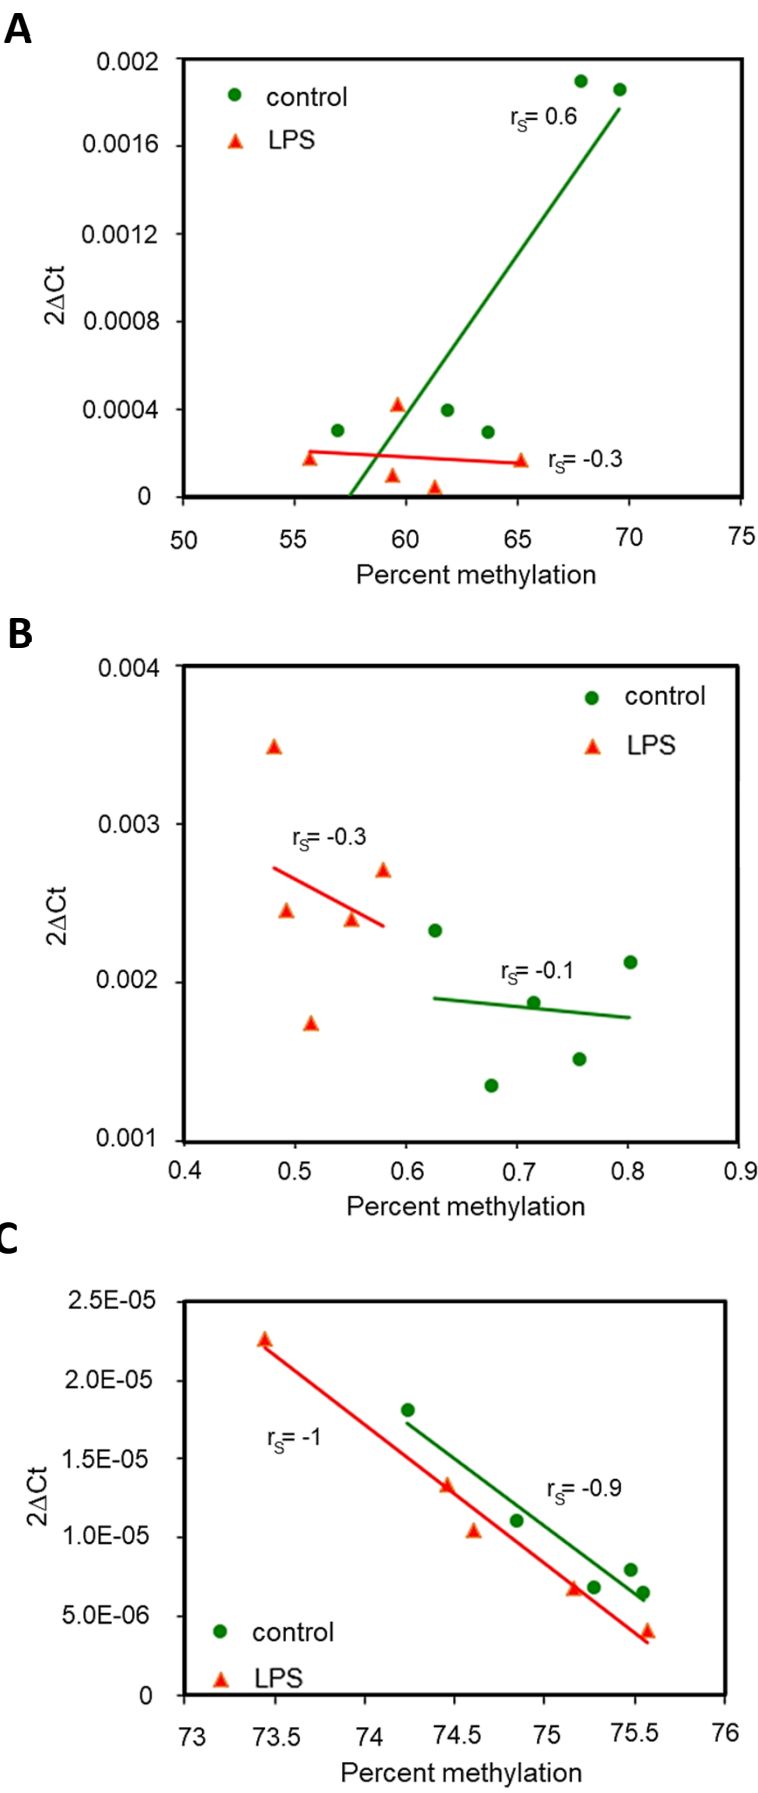 A
0.002
control
rS= 0.6
LPS
0.0016
0.0012
2ΔCt
0.0008
0.0004
rS= -0.3
0
50 55 60 65 70 75
Percent methylation
B
0.004
control
LPS
0.003
rS= -0.3
2ΔCt
rS= -0.1
0.002
0.001
0.4 0.5 0.6 0.7 0.8 0.9
Percent methylation
C
2.5E-05
2.0E-05
rS= -1
1.5E-05
rS= -0.9
2ΔCt
1.0E-05
5.0E-06
control
LPS
0
73 73.5 74 74.5 75 75.5 76
Percent methylation